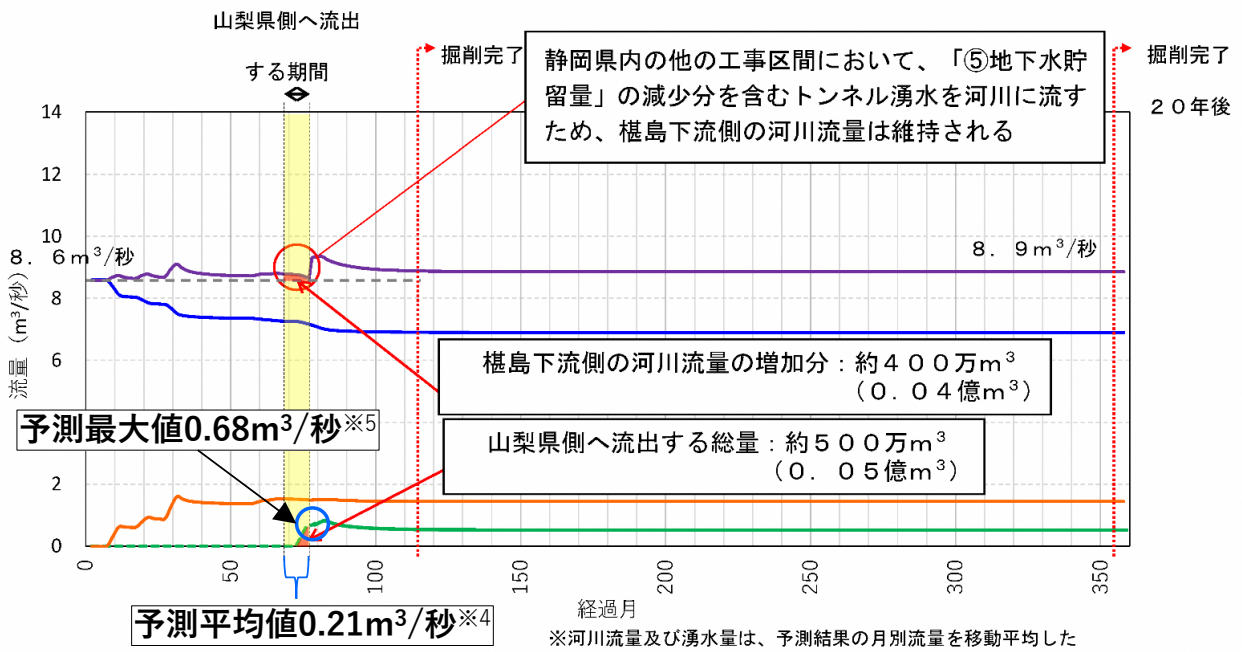 山梨県側へ流出
する期間
掘削完了
静岡県内の他の工事区間において、「⑤地下水貯
留量」の減少分を含むトンネル湧水を河川に流す
ため、椹島下流側の河川流量は維持される
掘削完了
２０年後
14
12
10
8
6
4
2
0
流量（m³/秒）
８．６m³/秒
８．９m³/秒
椹島下流側の河川流量の増加分：約４００万m³
（０．０４億m³）
予測最大値0.68m³/秒※5
山梨県側へ流出する総量：約５００万m³
（０．０５億m³）
0
50
100
150
200
250
300
350
経過月
予測平均値0.21m³/秒※4
※河川流量及び湧水量は、予測結果の月別流量を移動平均した